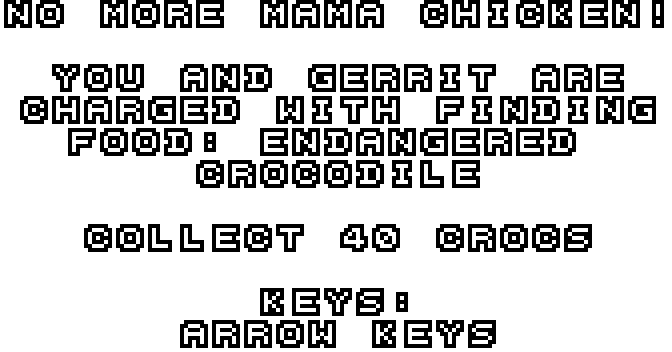 NO MORE MAMA CHICKEN!
YOU AND GERRIT ARE
CHARGED WITH FINDING
FOOD: ENDANGERED
CROCODILE
COLLECT 40 CROCS
KEYS:
ARROW KEYS